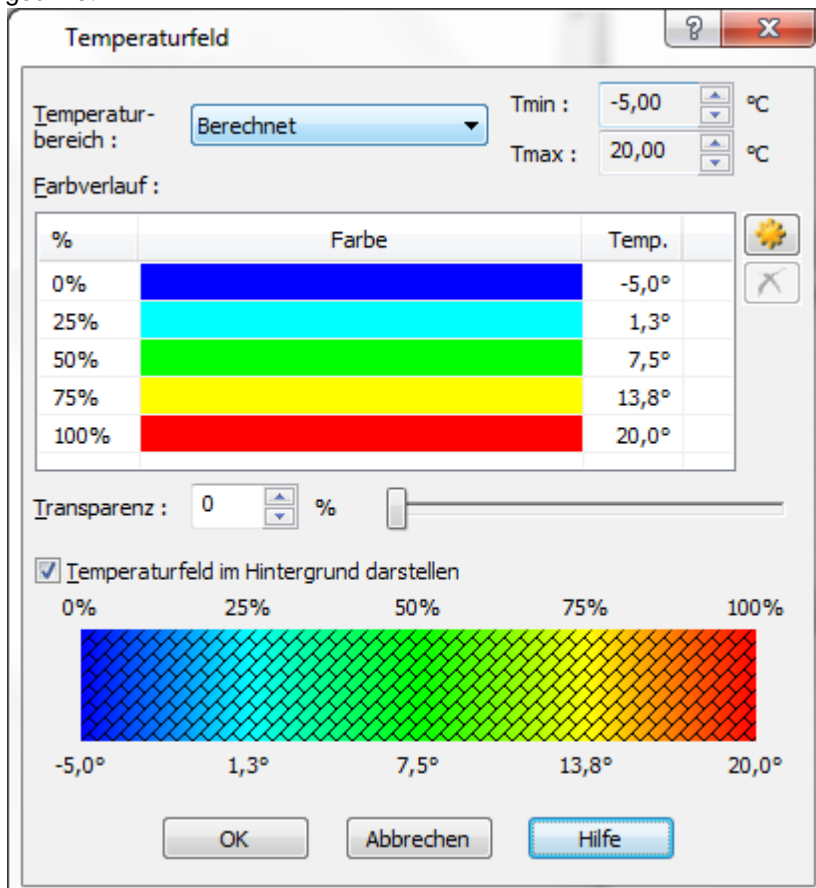 Temperaturfeld
Temperatur-
bereich :
Berechnet
Tmin :
-5,00
°C
Tmax :
20,00
°C
Farbverlauf :
% Farbe Temp.
0% -5,0°
25% 1,3°
50% 7,5°
75% 13,8°
100% 20,0°
Transparenz : 0 %
Temperaturfeld im Hintergrund darstellen
0% 25% 50% 75% 100%
-5,0° 1,3° 7,5° 13,8° 20,0°
OK Abbrechen Hilfe